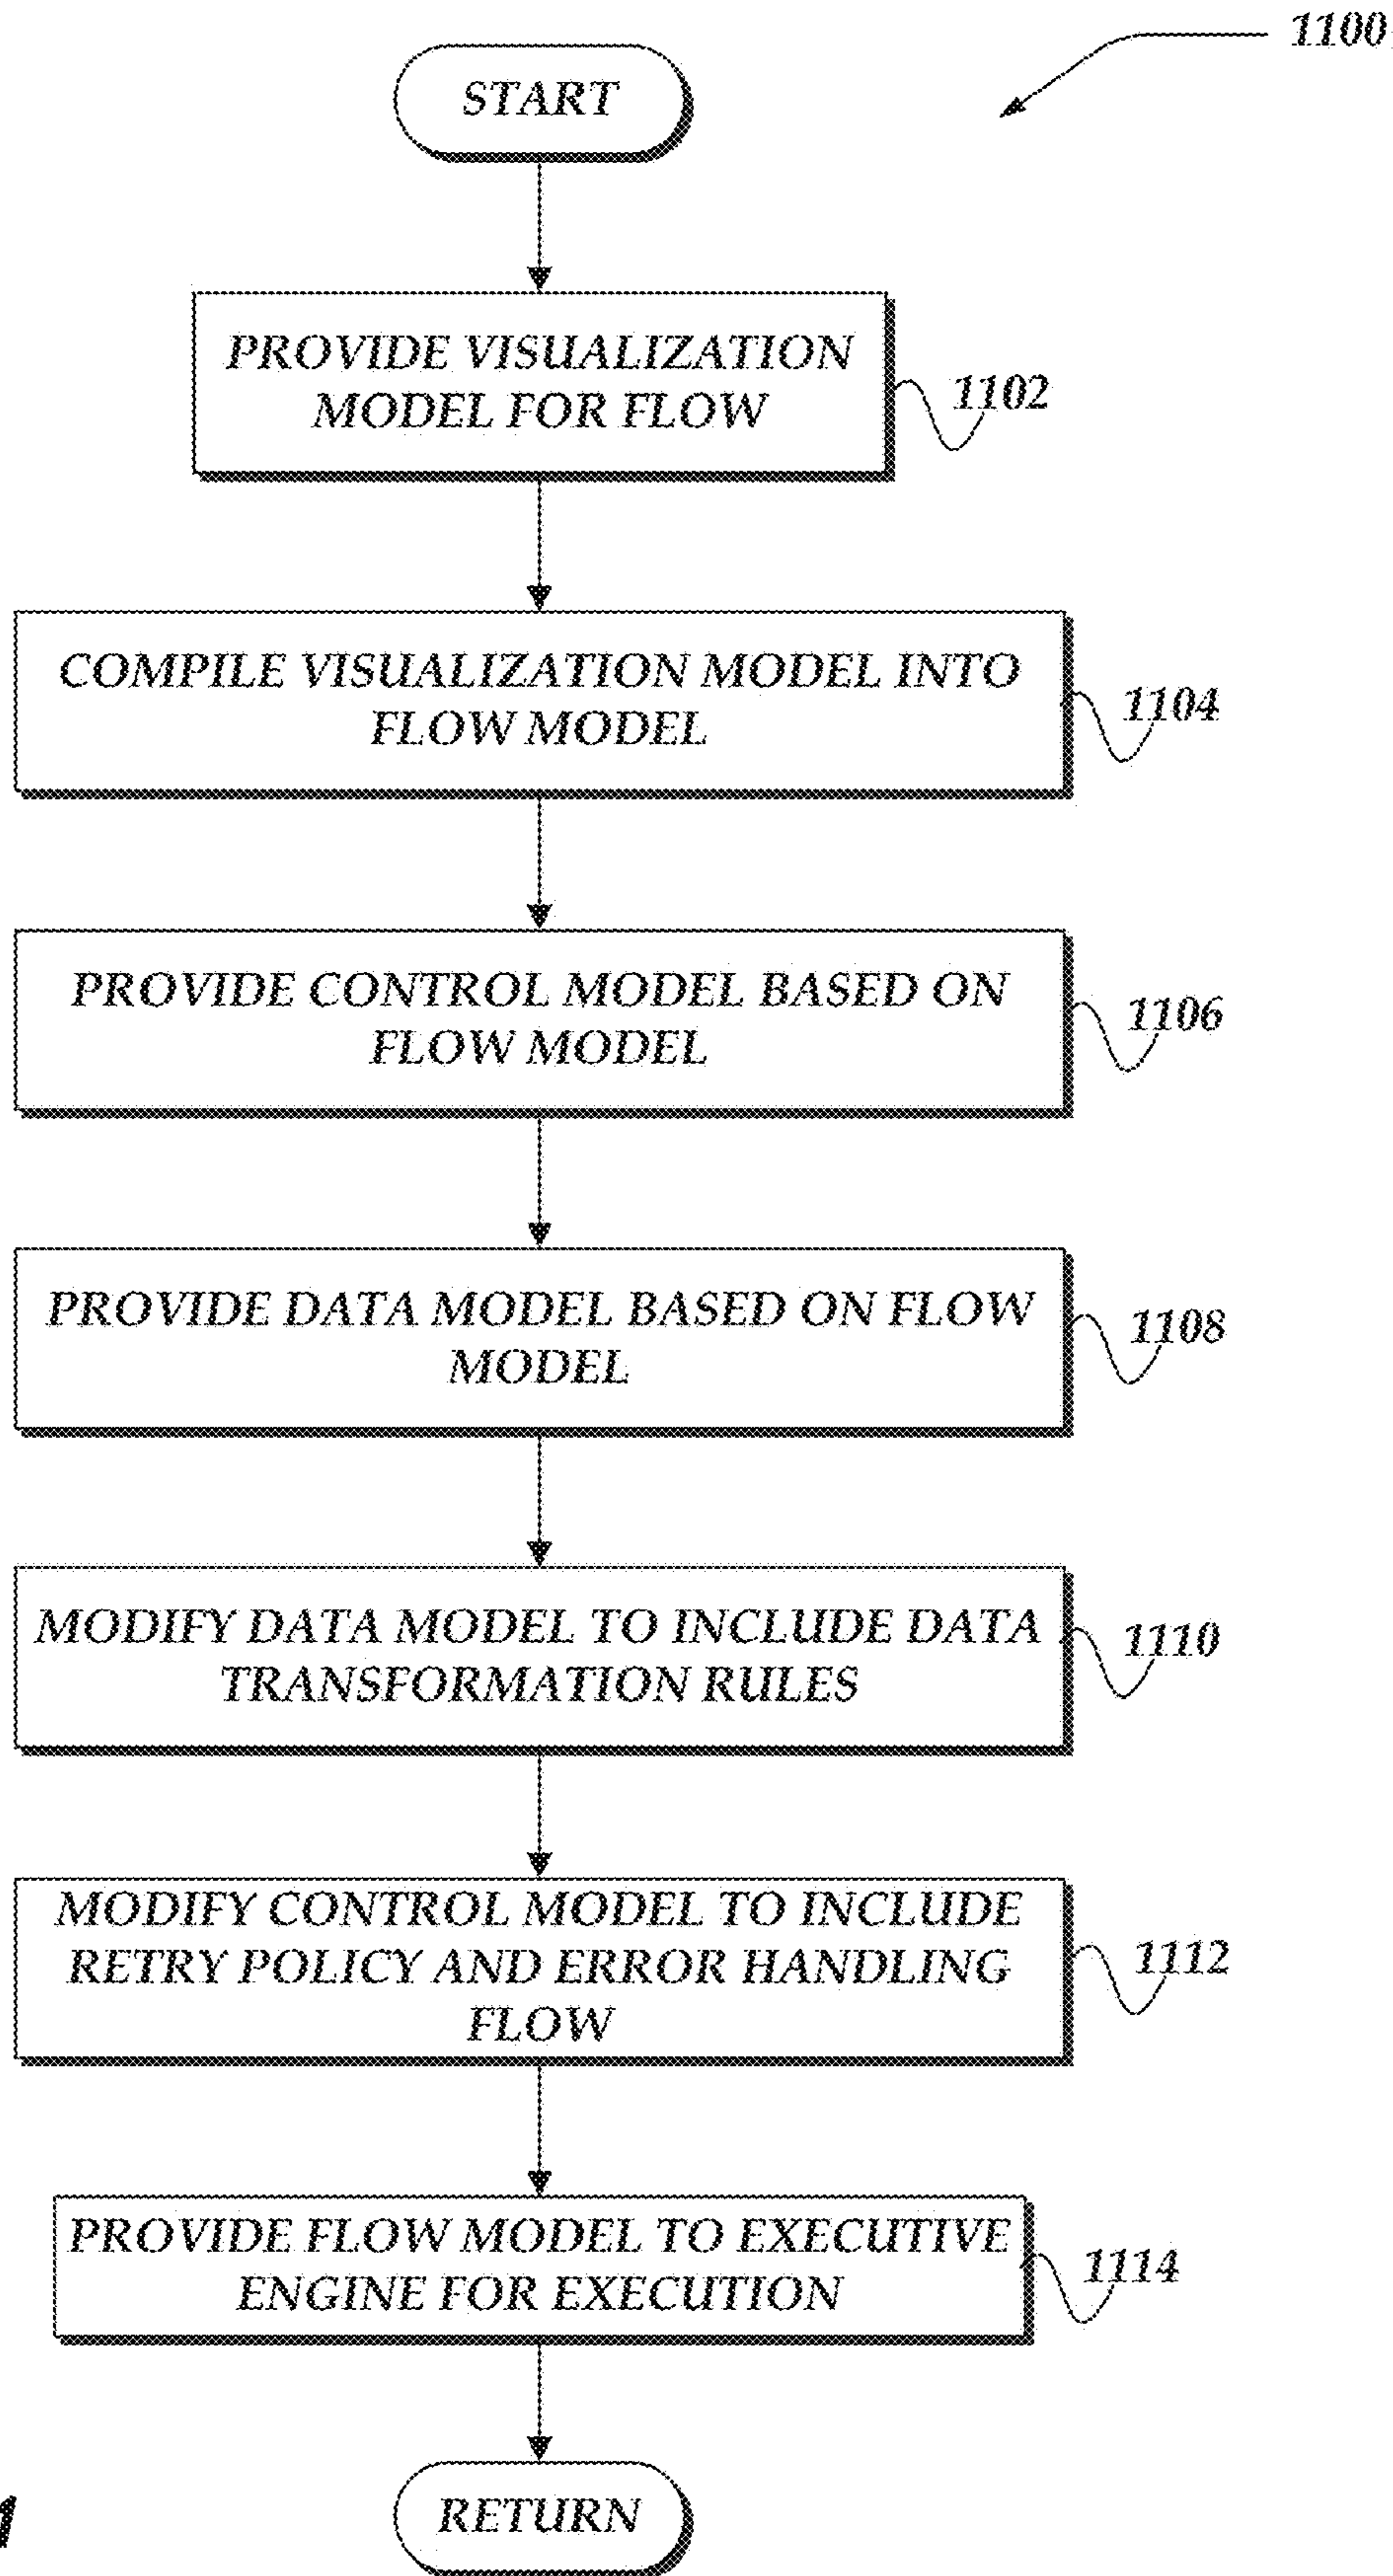 1100
START
PROVIDE VISUALIZATION
MODEL FOR FLOW
1102
COMPILE VISUALIZATION MODEL INTO
FLOW MODEL
1104
PROVIDE CONTROL MODEL BASED ON
FLOW MODEL
1106
PROVIDE DATA MODEL BASED ON FLOW
MODEL
1108
MODIFY DATA MODEL TO INCLUDE DATA
TRANSFORMATION RULES
1110
MODIFY CONTROL MODEL TO INCLUDE
RETRY POLICY AND ERROR HANDLING
FLOW
1112
PROVIDE FLOW MODEL TO EXECUTIVE
ENGINE FOR EXECUTION
1114
RETURN